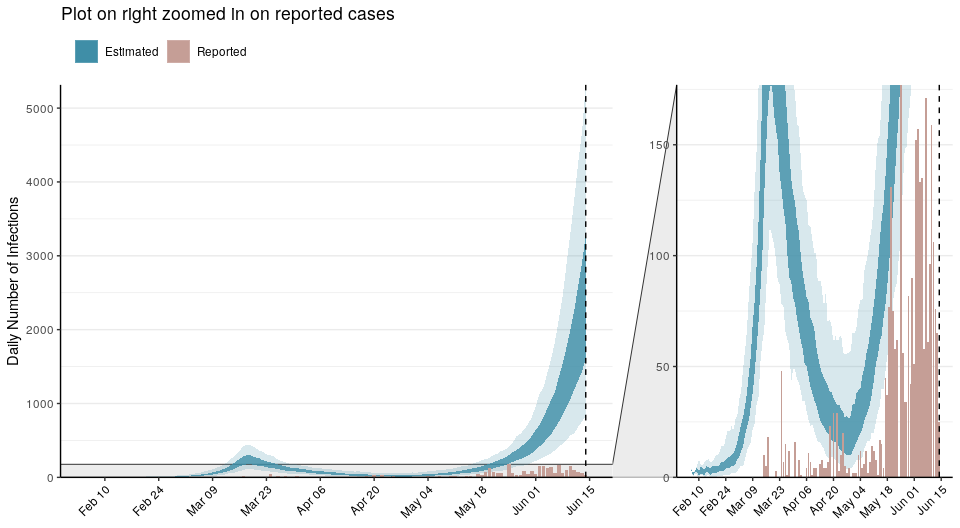 Plot on right zoomed in on reported cases
Estimated Reported
Daily Number of Infections
5000
4000
3000
2000
1000
0
Feb 10 Feb 24 Mar 09 Mar 23 Apr 06 Apr 20 May 04 May 18 Jun 01 Jun 15
150
100
50
0
Feb 10 Feb 24 Mar 09 Mar 23 Apr 06 Apr 20 May 04 May 18 Jun 01 Jun 15